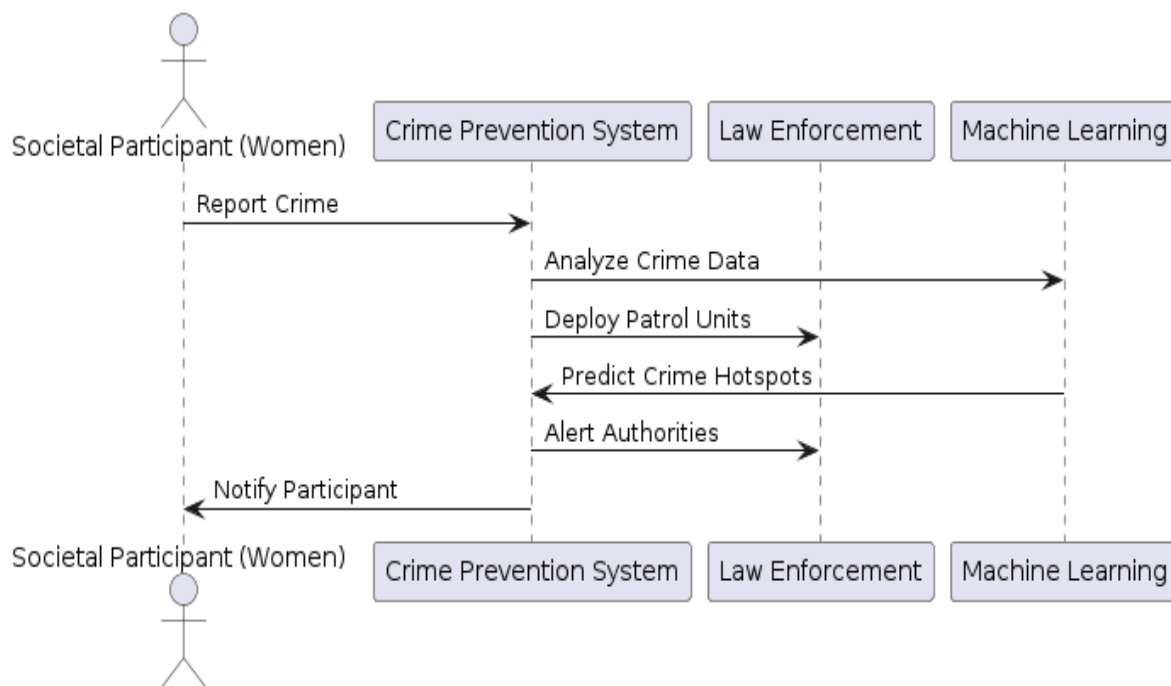 Societal Participant (Women)
Crime Prevention System
Law Enforcement
Machine Learning
Report Crime
Analyze Crime Data
Deploy Patrol Units
Predict Crime Hotspots
Alert Authorities
Notify Participant
Societal Participant (Women)
Crime Prevention System
Law Enforcement
Machine Learning